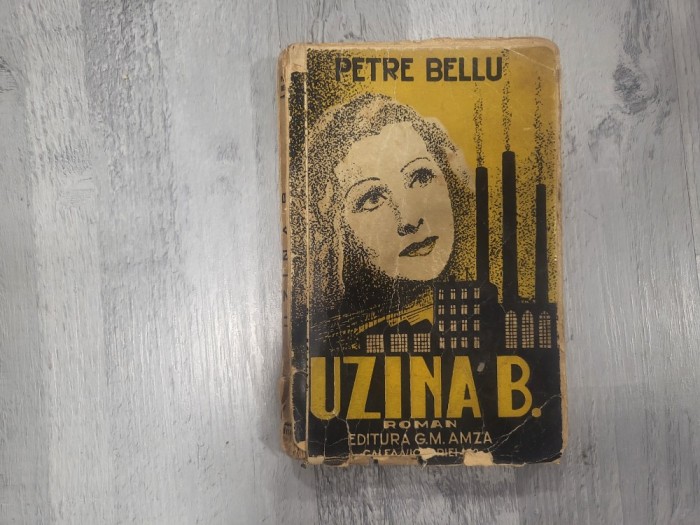 PETRE BELLU
UZINA B.
ROMAN
EDITURA G.M. AMZA